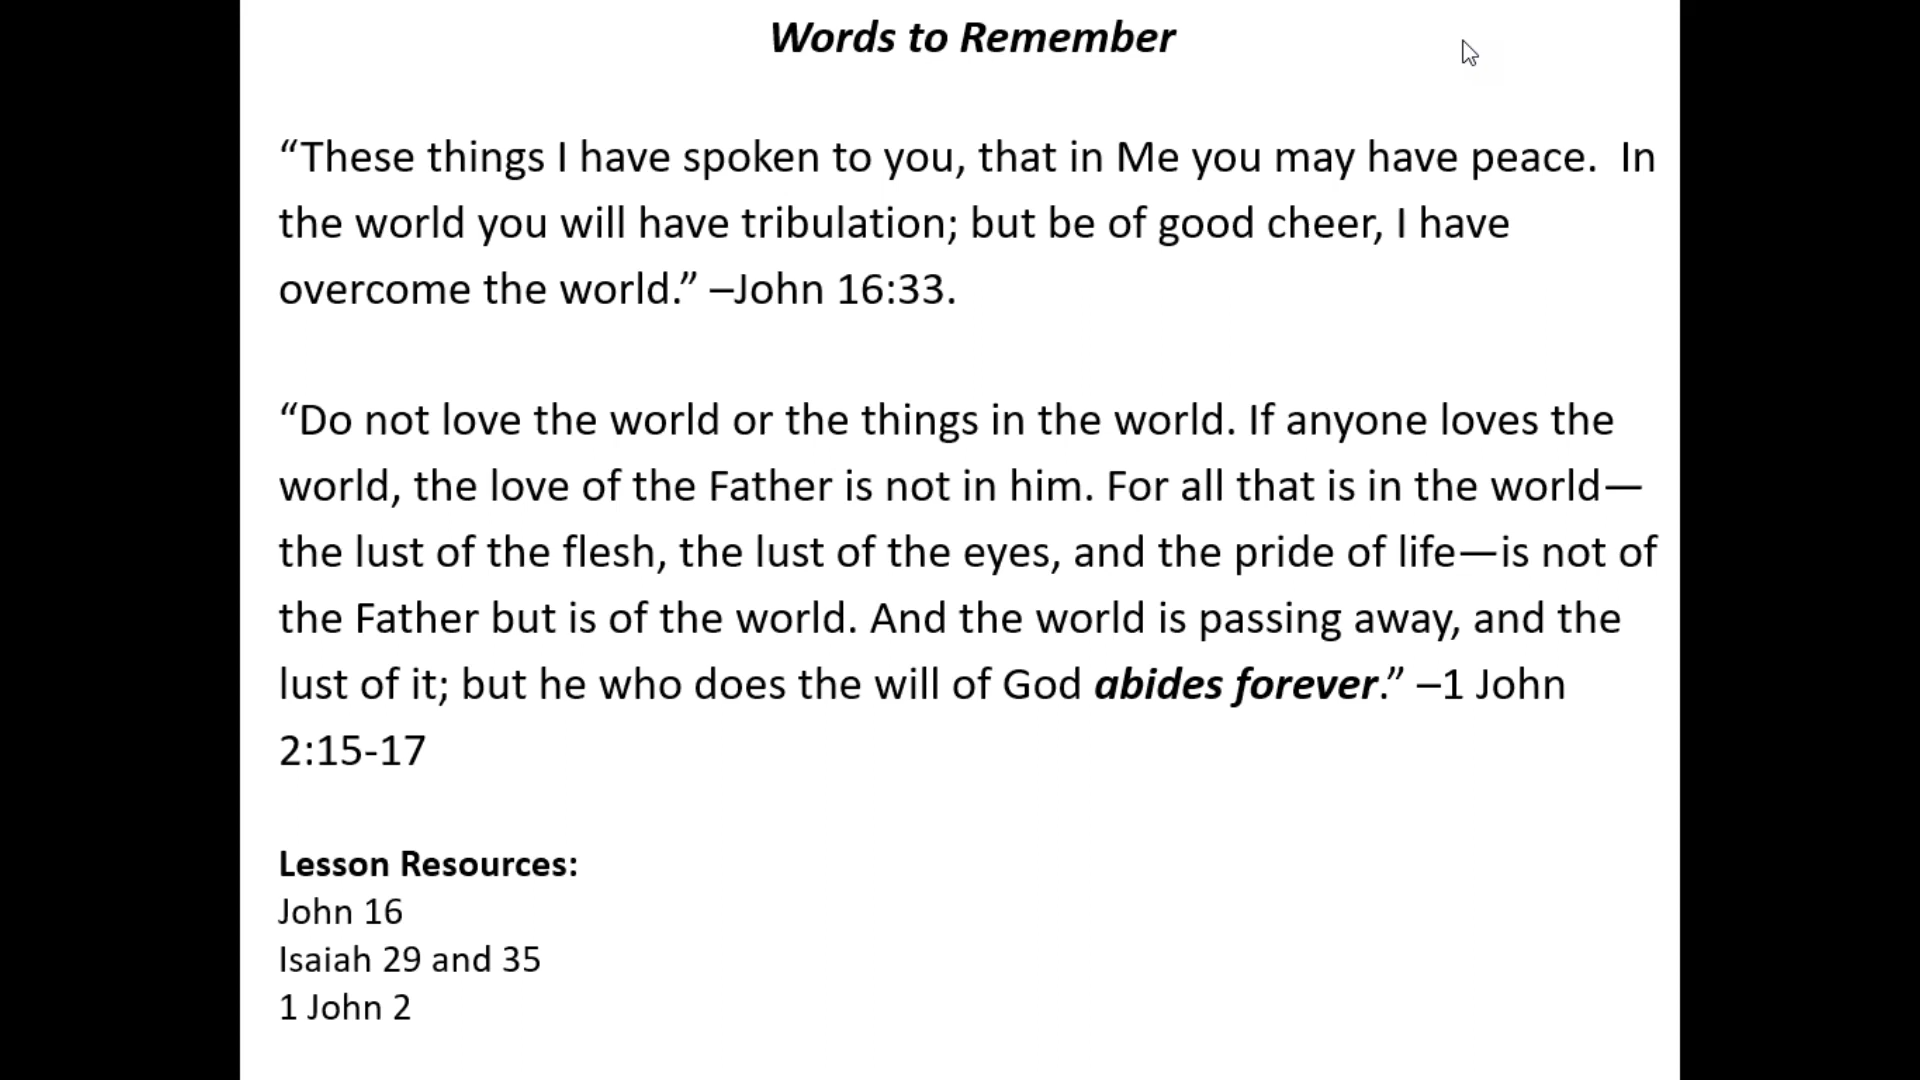 Words to Remember
“These things I have spoken to you, that in Me you may have peace.  In
the world you will have tribulation; but be of good cheer, I have
overcome the world.” –John 16:33.
“Do not love the world or the things in the world. If anyone loves the
world, the love of the Father is not in him. For all that is in the world—
the lust of the flesh, the lust of the eyes, and the pride of life—is not of
the Father but is of the world. And the world is passing away, and the
lust of it; but he who does the will of God abides forever.” –1 John
2:15-17
Lesson Resources:
John 16
Isaiah 29 and 35
1 John 2